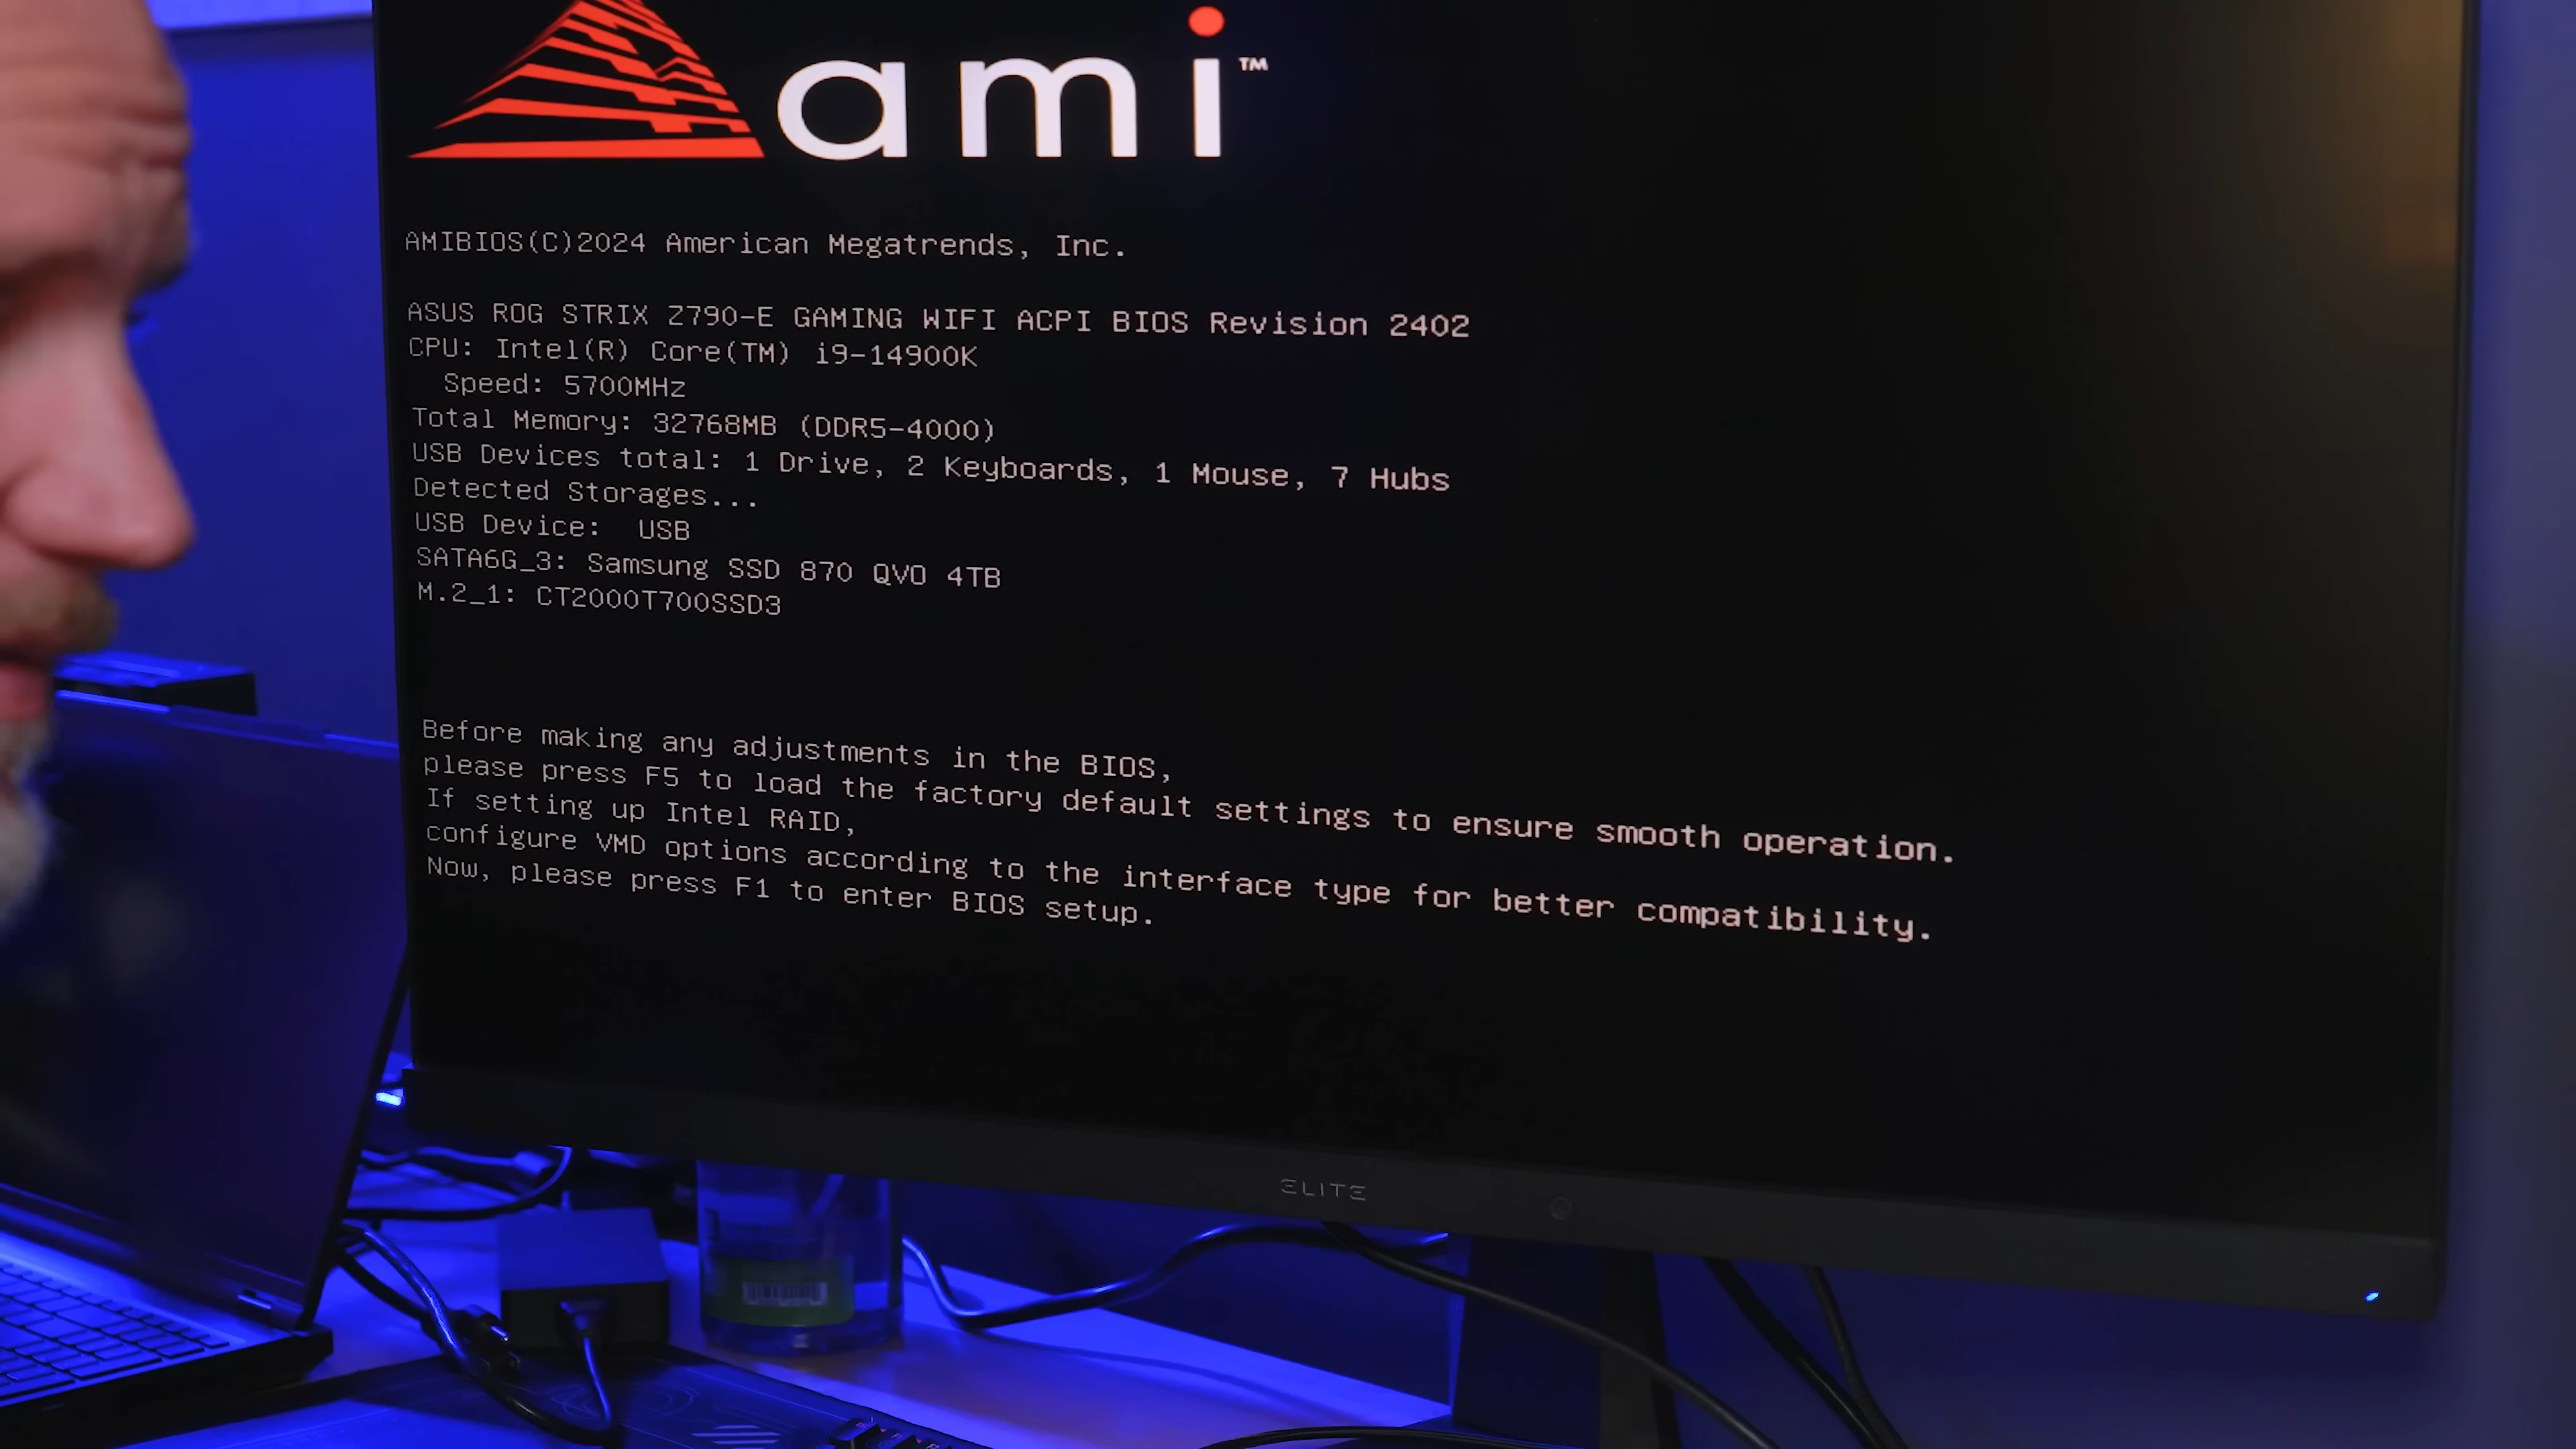 ami™
AMIBIOS(C)2024 American Megatrends, Inc.
ASUS ROG STRIX Z790-E GAMING WIFI ACPI BIOS Revision 2402
CPU: Intel(R) Core(TM) i9-14900K
Speed: 5700MHz
Total Memory: 32768MB (DDR5-4000)
USB Devices total: 1 Drive, 2 Keyboards, 1 Mouse, 7 Hubs
Detected Storages...
USB Device: USB
SATA6G_3: Samsung SSD 870 QVO 4TB
M.2_1: CT2000T700SSD3
Before making any adjustments in the BIOS,
please press F5 to load the factory default settings to ensure smooth operation.
If setting up Intel RAID,
configure VMD options according to the interface type for better compatibility.
Now, please press F1 to enter BIOS setup.
ELITE